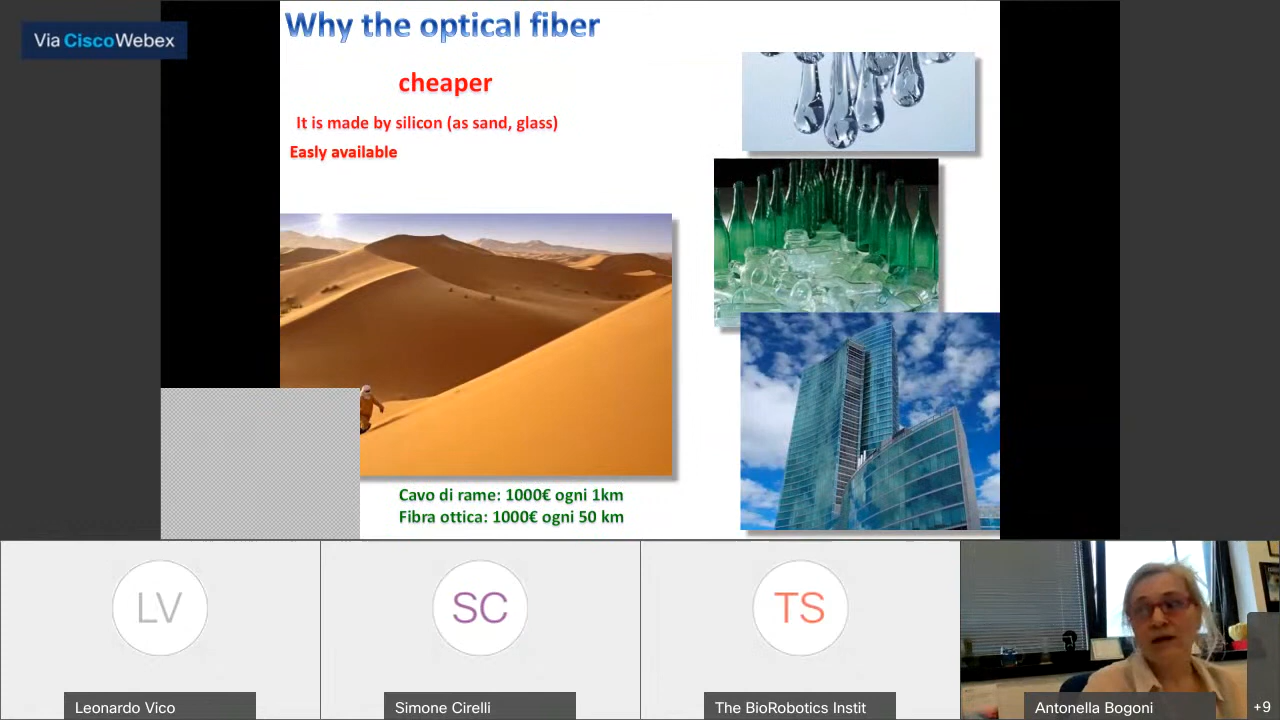 Via Cisco Webex
Why the optical fiber
cheaper
It is made by silicon (as sand, glass)
Easly available
Cavo di rame: 1000€ ogni 1km
Fibra ottica: 1000€ ogni 50 km
LV
SC
TS
Leonardo Vico
Simone Cirelli
The BioRobotics Instit
Antonella Bogoni
+9